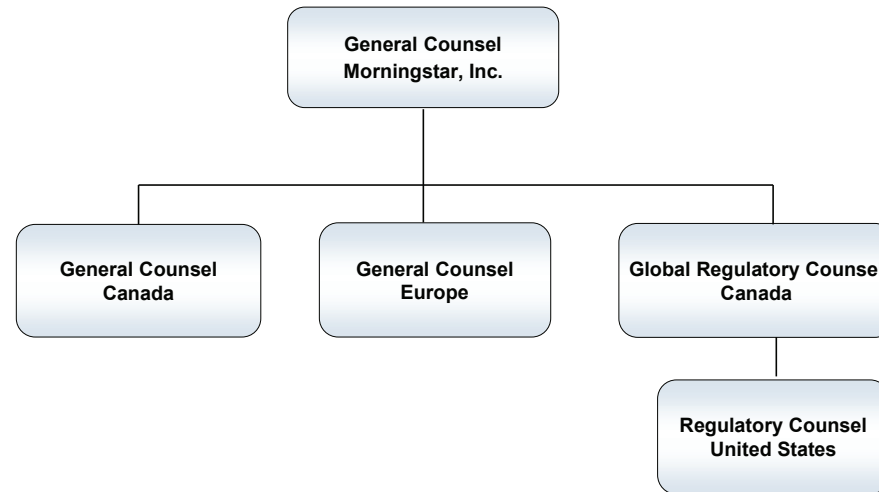 General Counsel
Morningstar, Inc.
General Counsel
Canada
General Counsel
Europe
Global Regulatory Counse
Canada
Regulatory Counsel
United States